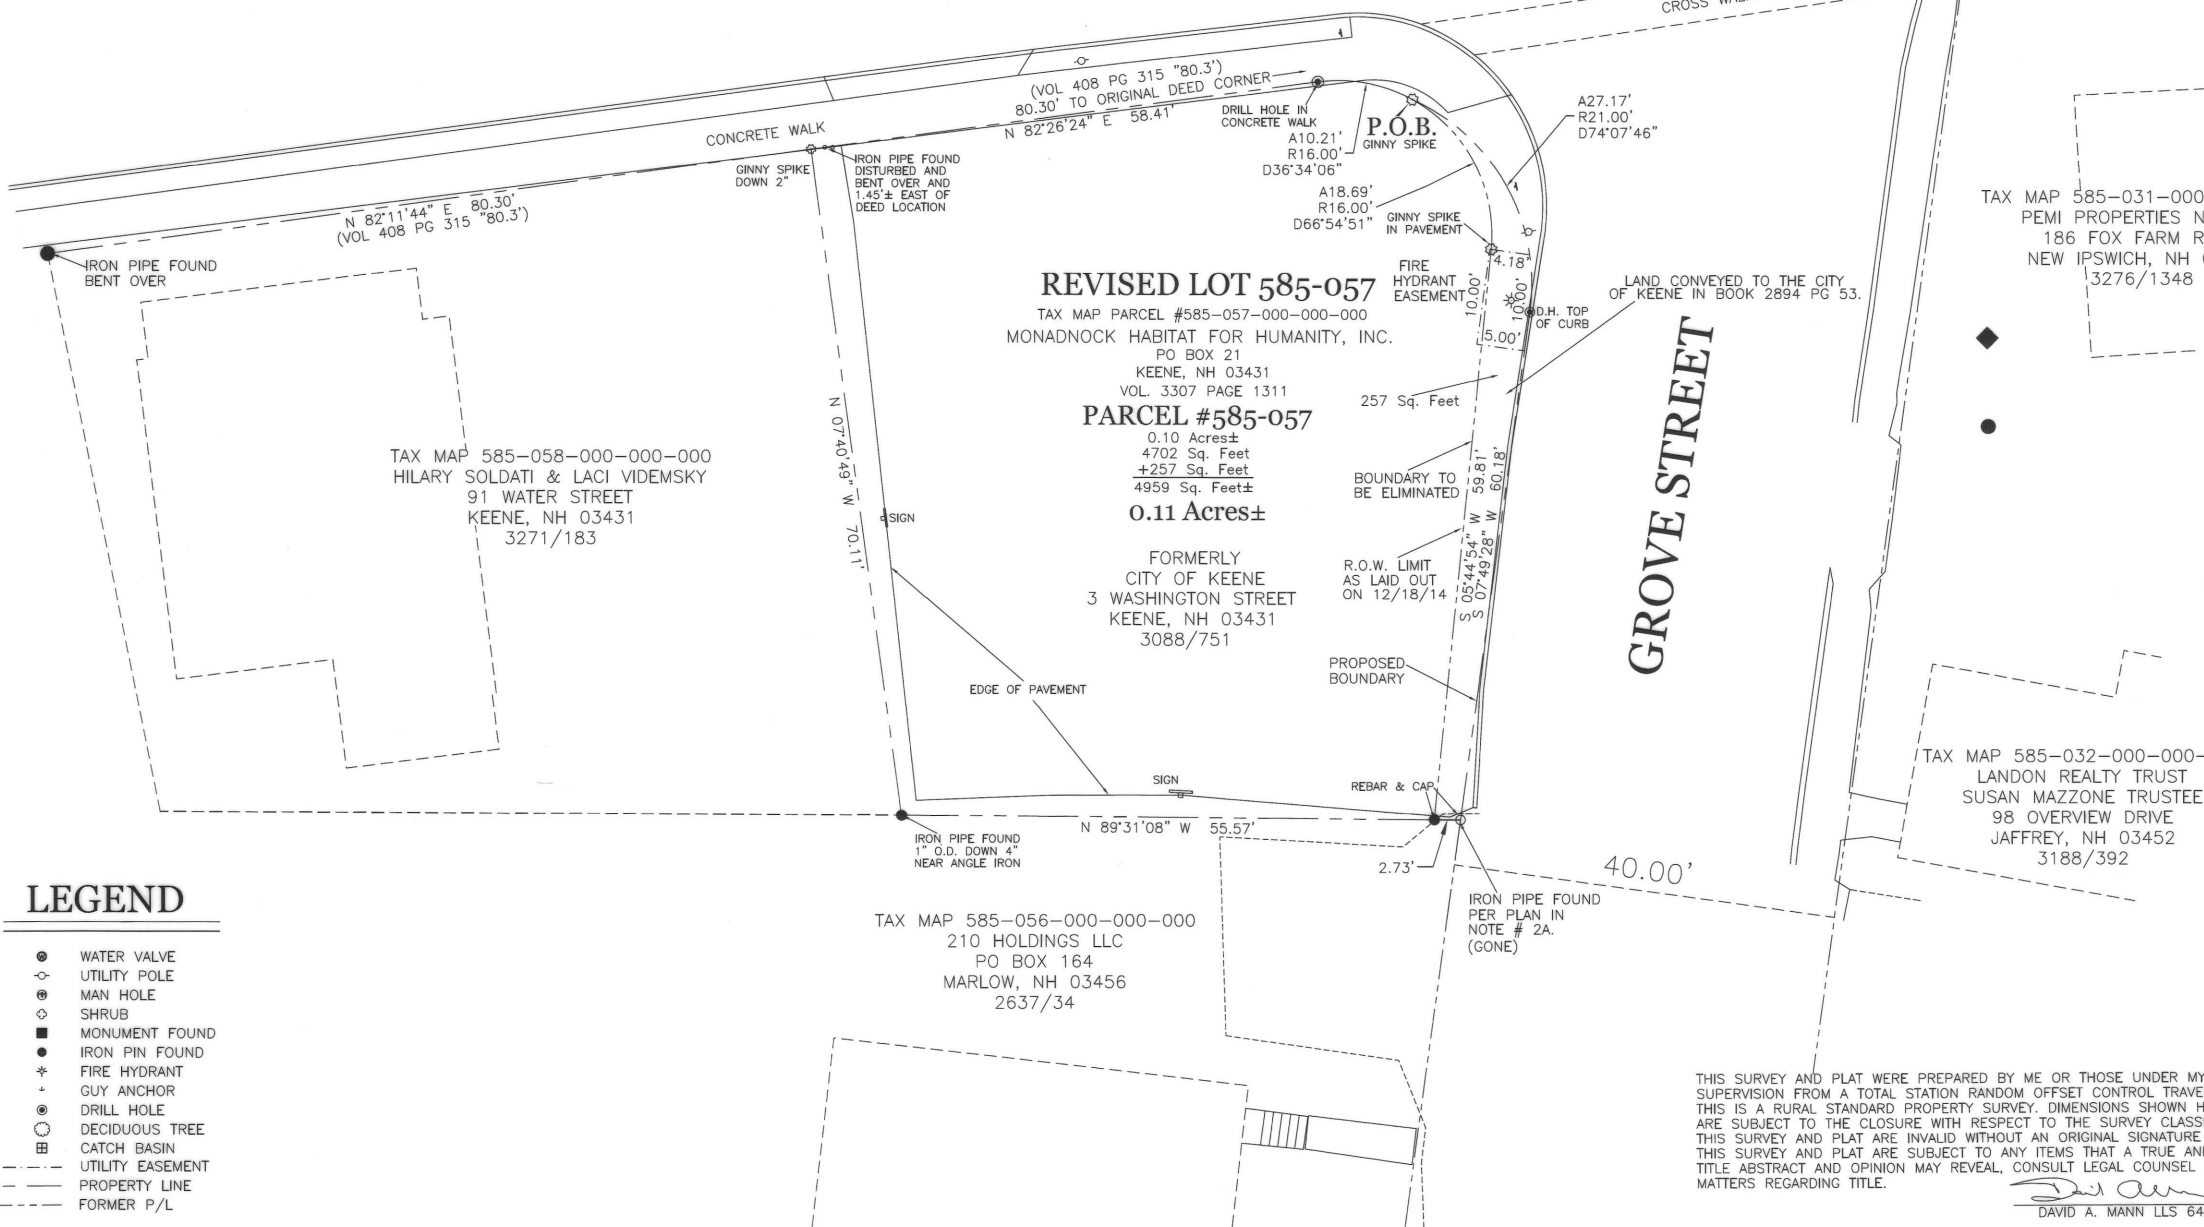 CROSS
(VOL 408 PG 315 "80.3')
80.30' TO ORIGINAL DEED CORNER
N 82°26'24" E 58.41'
CONCRETE WALK
DRILL HOLE IN
CONCRETE WALK
P.O.B.
GINNY SPIKE
A10.21'
R16.00'
D36°34'06"
A27.17'
R21.00'
D74°07'46"
A18.69'
R16.00'
D66°54'51"
GINNY SPIKE
IN PAVEMENT
GINNY SPIKE
DOWN 2"
IRON PIPE FOUND
DISTURBED AND
BENT OVER AND
1.45'± EAST OF
DEED LOCATION
N 82°11'44" E 80.30'
(VOL 408 PG 315 "80.3')
IRON PIPE FOUND
BENT OVER
TAX MAP 585-031-000
PEMI PROPERTIES
186 FOX FARM
NEW IPSWICH, NH
3276/1348
REVISED LOT 585-057
TAX MAP PARCEL #585-057-000-000-000
MONADNOCK HABITAT FOR HUMANITY, INC.
PO BOX 21
KEENE, NH 03431
VOL. 3307 PAGE 1311
PARCEL #585-057
0.10 Acres±
4702 Sq. Feet
+257 Sq. Feet
4959 Sq. Feet±
0.11 Acres±
FORMERLY
CITY OF KEENE
3 WASHINGTON STREET
KEENE, NH 03431
3088/751
FIRE
HYDRANT
EASEMENT
4.18'
10.00'
10.00'
5.00'
D.H. TOP
OF CURB
LAND CONVEYED TO THE CITY
OF KEENE IN BOOK 2894 PG 53.
257 Sq. Feet
BOUNDARY TO
BE ELIMINATED
R.O.W. LIMIT
AS LAID OUT
ON 12/18/14
S 05°44'54" W 59.81'
S 07°49'28" W 60.18'
PROPOSED
BOUNDARY
GROVE STREET
N 07°40'49" W 70.11'
TAX MAP 585-058-000-000-000
HILARY SOLDATI & LACI VIDEMSKY
91 WATER STREET
KEENE, NH 03431
3271/183
SIGN
EDGE OF PAVEMENT
SIGN
REBAR & CAP
N 89°31'08" W 55.57'
2.73'
40.00'
IRON PIPE FOUND
1" O.D. DOWN 4"
NEAR ANGLE IRON
IRON PIPE FOUND
PER PLAN IN
NOTE # 2A.
(GONE)
TAX MAP 585-032-000-000-
LANDON REALTY TRUST
SUSAN MAZZONE TRUSTEE
98 OVERVIEW DRIVE
JAFFREY, NH 03452
3188/392
TAX MAP 585-056-000-000-000
210 HOLDINGS LLC
PO BOX 164
MARLOW, NH 03456
2637/34
LEGEND
WATER VALVE
UTILITY POLE
MAN HOLE
SHRUB
MONUMENT FOUND
IRON PIN FOUND
FIRE HYDRANT
GUY ANCHOR
DRILL HOLE
DECIDUOUS TREE
CATCH BASIN
UTILITY EASEMENT
PROPERTY LINE
FORMER P/L
THIS SURVEY AND PLAT WERE PREPARED BY ME OR THOSE UNDER MY
SUPERVISION FROM A TOTAL STATION RANDOM OFFSET CONTROL
THIS IS A RURAL STANDARD PROPERTY SURVEY. DIMENSIONS SHOWN
ARE SUBJECT TO THE CLOSURE WITH RESPECT TO THE SURVEY
THIS SURVEY AND PLAT ARE INVALID WITHOUT AN ORIGINAL SIGNATURE
THIS SURVEY AND PLAT ARE SUBJECT TO ANY ITEMS THAT A TRUE
TITLE ABSTRACT AND OPINION MAY REVEAL, CONSULT LEGAL COUNSEL
MATTERS REGARDING TITLE.
DAVID A. MANN LLS 64